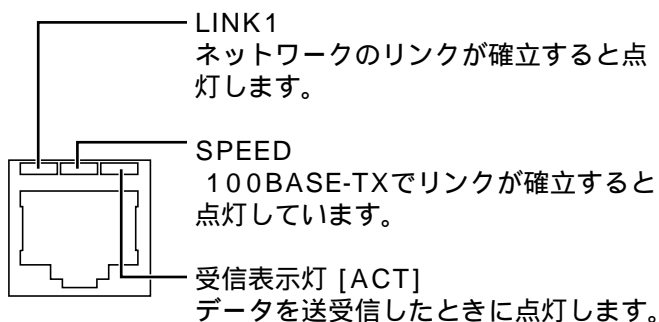 LINK1
ネットワークのリンクが確立すると点
灯します。
SPEED
100BASE-TXでリンクが確立すると
点灯しています。
受信表示灯 [ACT]
データを送受信したときに点灯します。